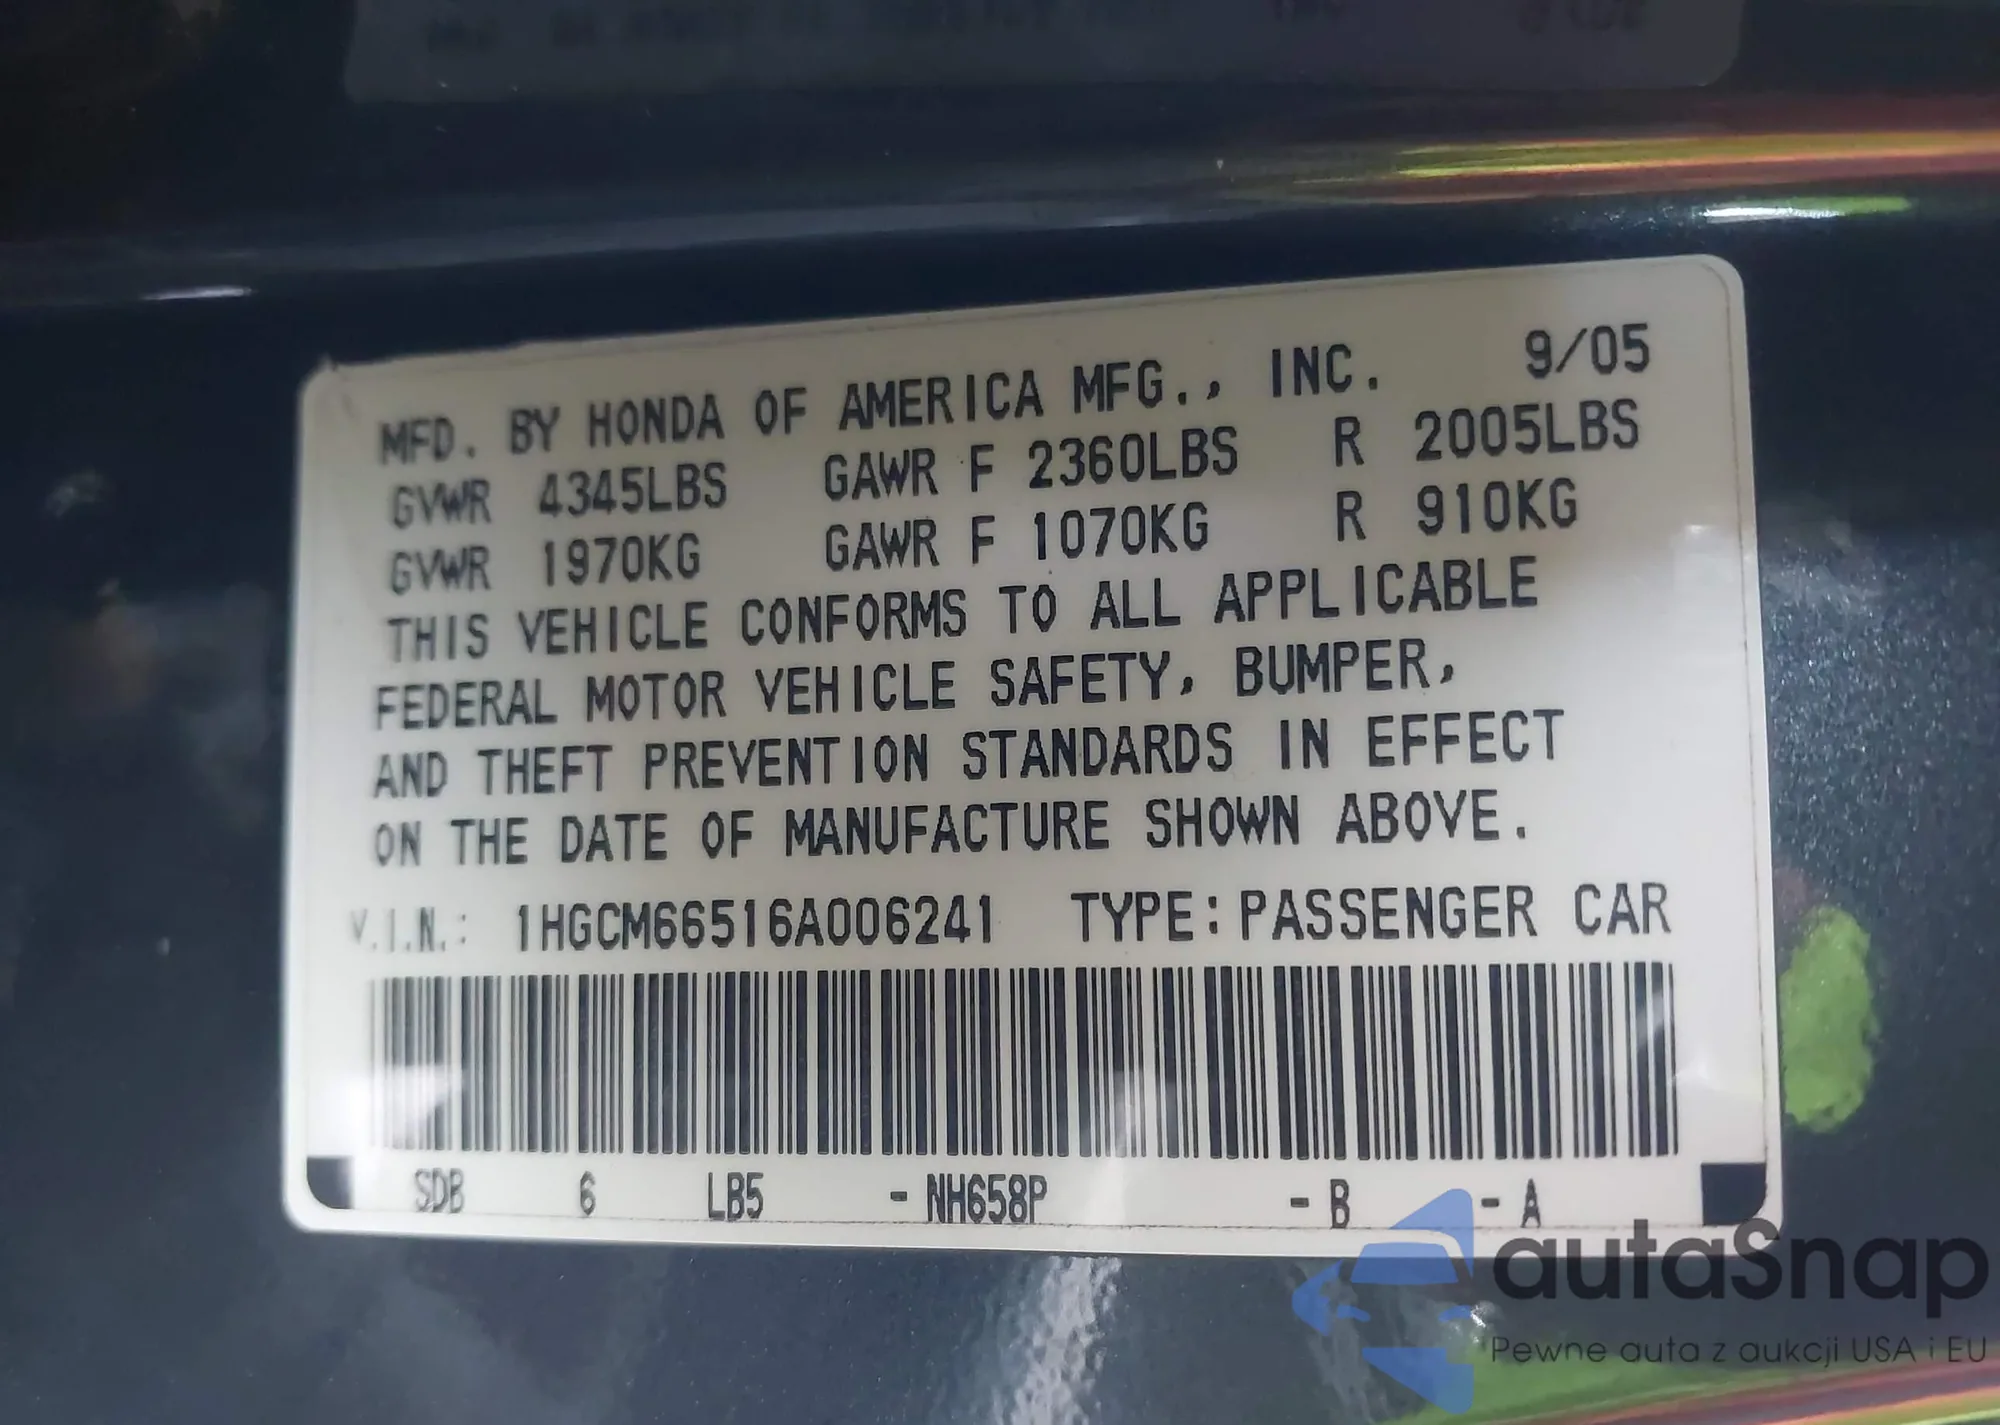 MFD. BY HONDA OF AMERICA MFG., INC. 9/05
GVWR 4345LBS GAWR F 2360LBS R 2005LBS
GVWR 1970KG GAWR F 1070KG R 910KG
THIS VEHICLE CONFORMS TO ALL APPLICABLE
FEDERAL MOTOR VEHICLE SAFETY, BUMPER,
AND THEFT PREVENTION STANDARDS IN EFFECT
ON THE DATE OF MANUFACTURE SHOWN ABOVE.
V.I.N.: 1HGCM66516A006241 TYPE: PASSENGER CAR
SDB 6 LB5 - NH658P - B - A
autaSnap
Pewne auta z aukcji USA i EU